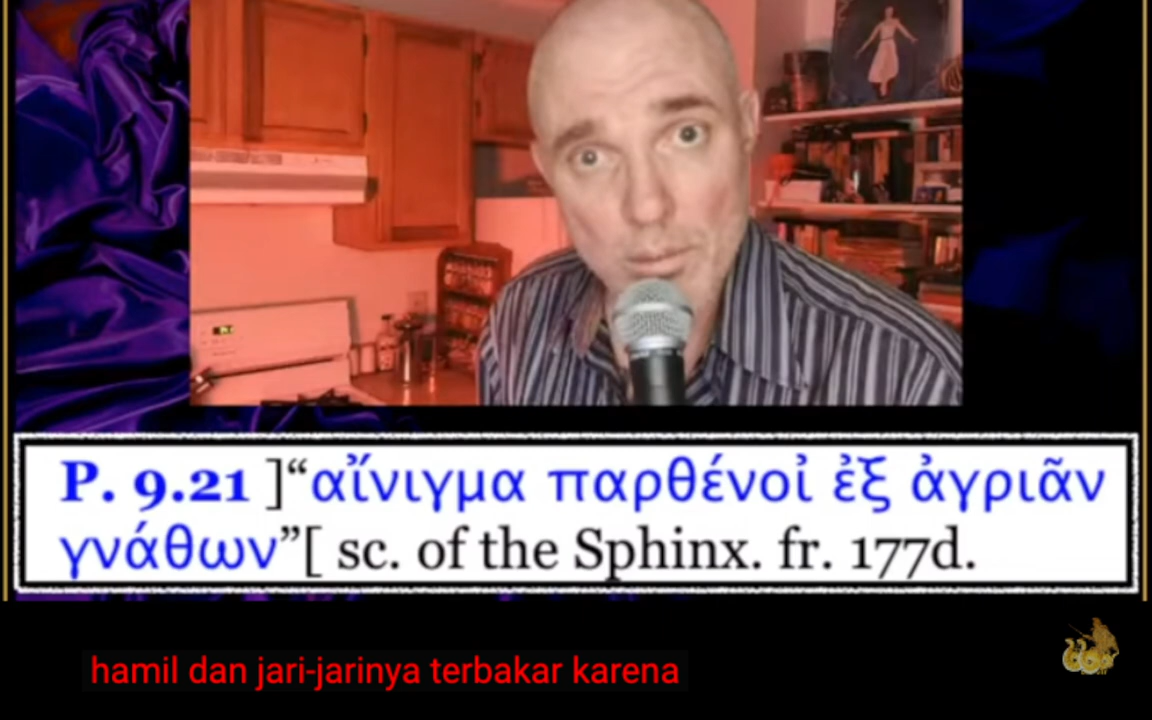 P. 9.21 ]“αἴνιγμα παρθένοἰ ἐξ ἀγριᾶν
γνάθων”[ sc. of the Sphinx. fr. 177d.
hamil dan jari-jarinya terbakar karena